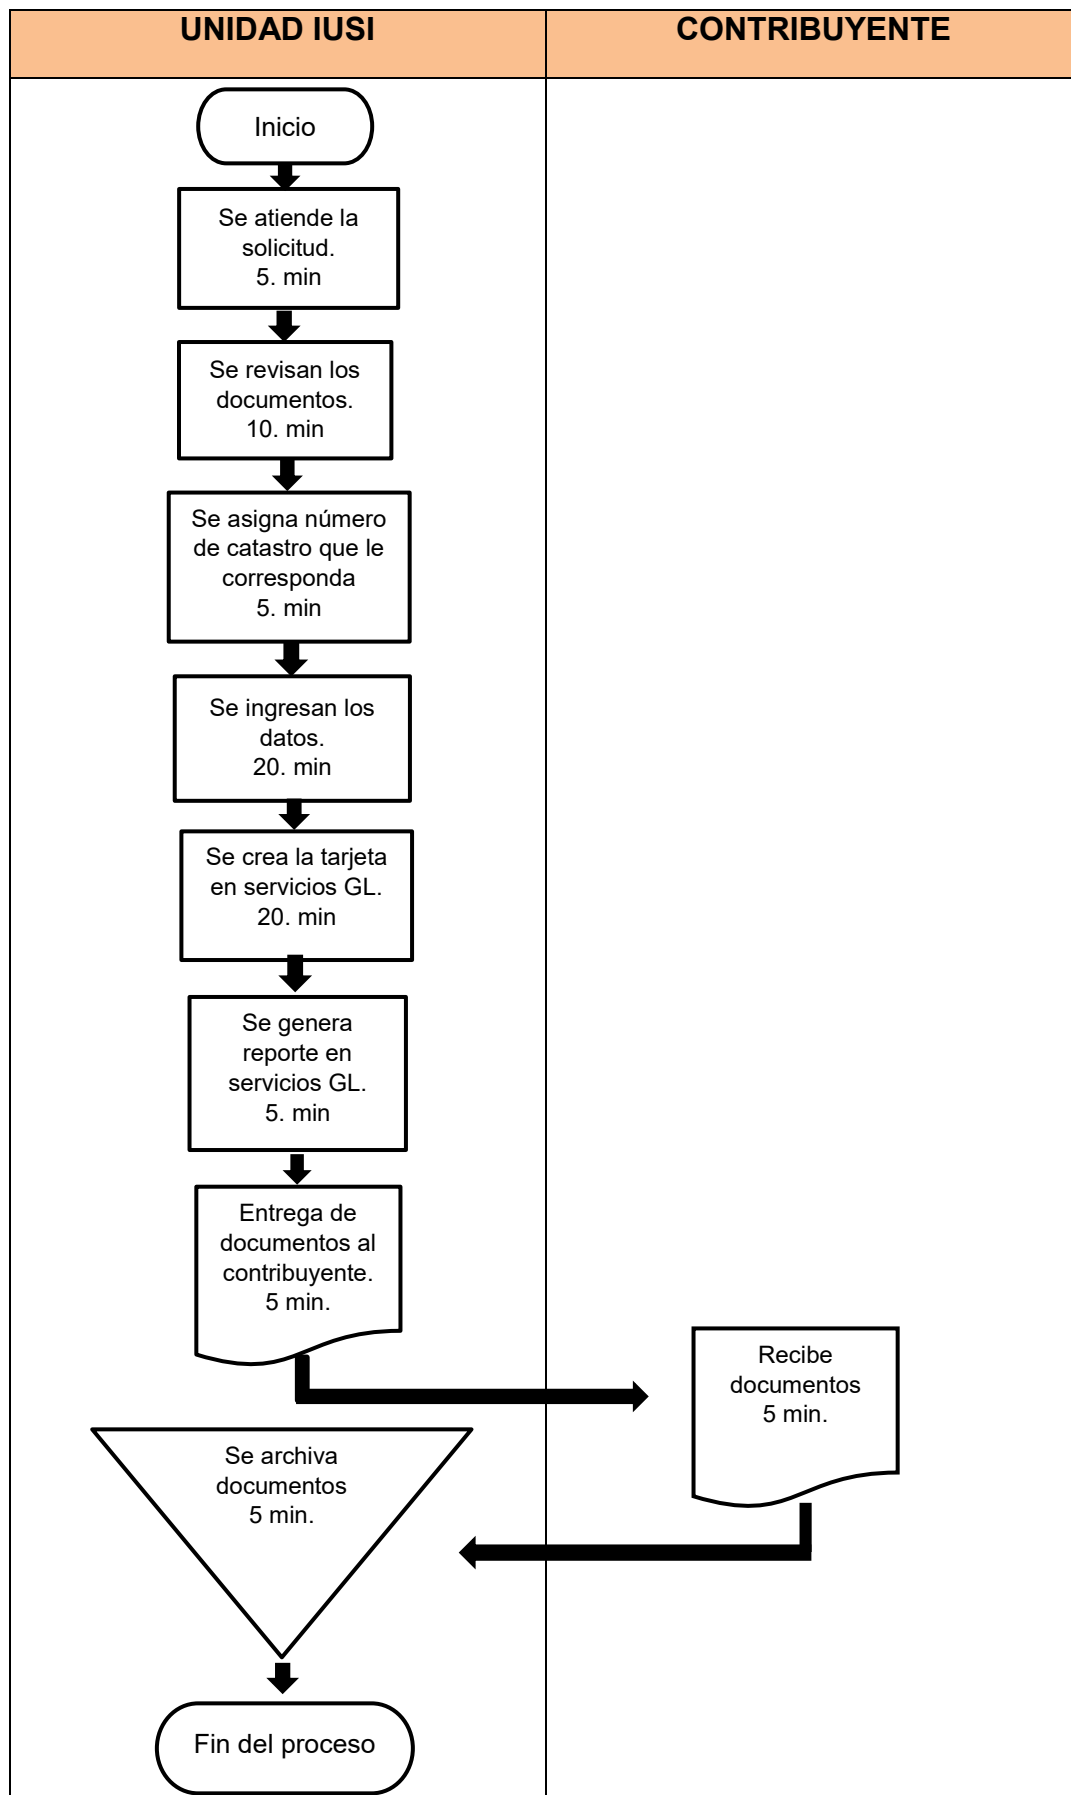 UNIDAD IUSI
CONTRIBUYENTE
Inicio
Se atiende la
solicitud.
5. min
Se revisan los
documentos.
10. min
Se asigna número
de catastro que le
corresponda
5. min
Se ingresan los
datos.
20. min
Se crea la tarjeta
en servicios GL.
20. min
Se genera
reporte en
servicios GL.
5. min
Entrega de
documentos al
contribuyente.
5 min.
Recibe
documentos
5 min.
Se archiva
documentos
5 min.
Fin del proceso